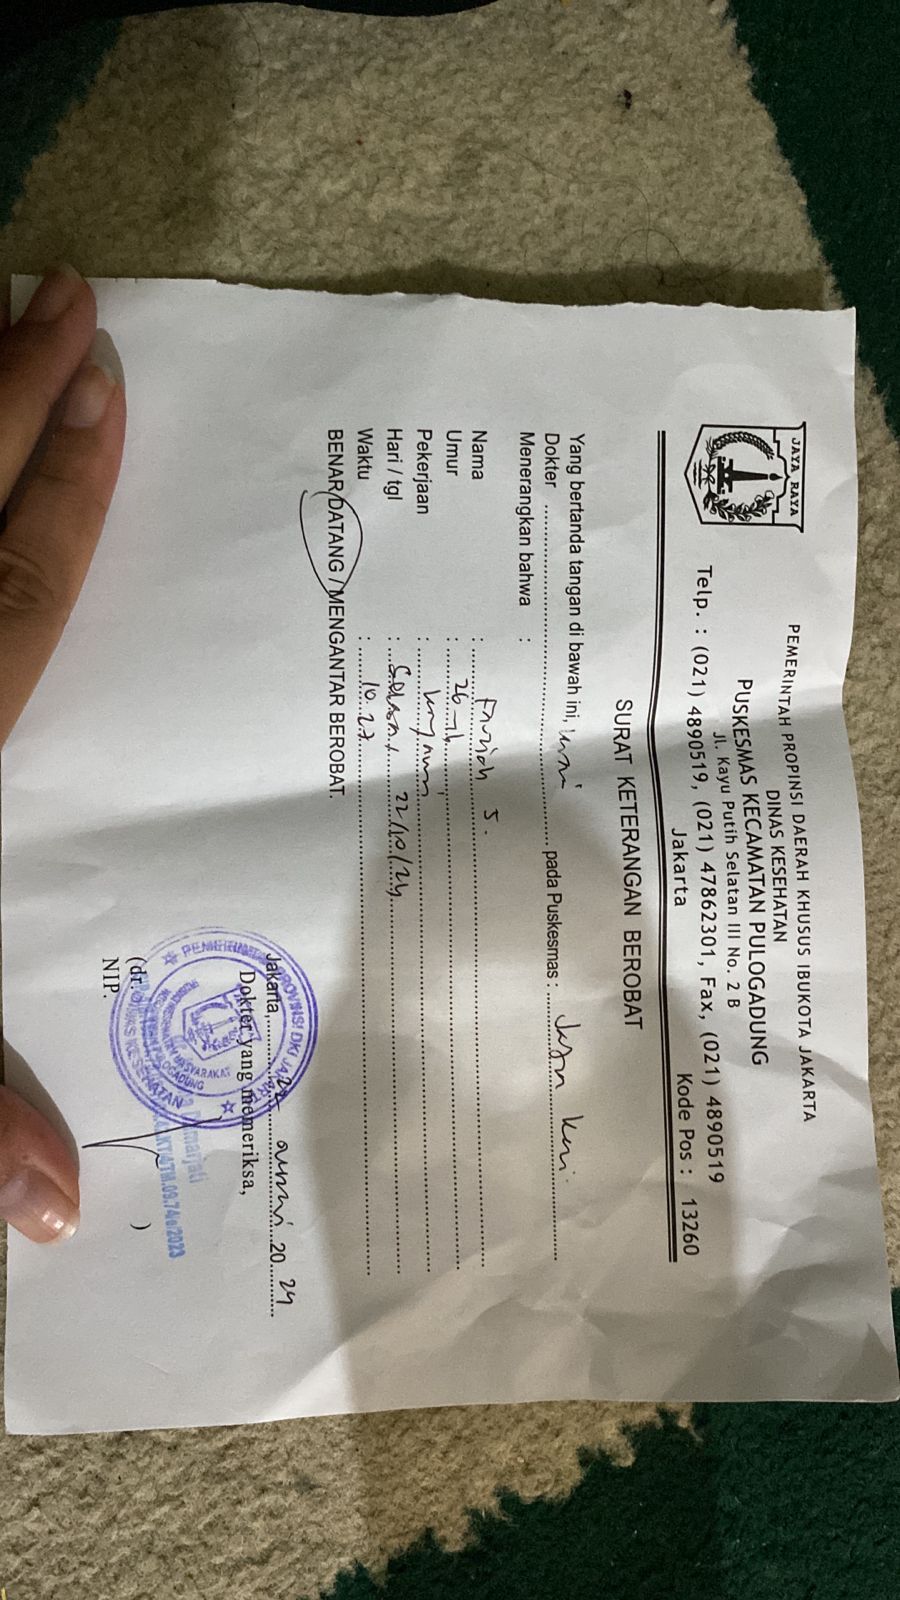 JAYA RAYA
PEMERINTAH PROPINSI DAERAH KHUSUS IBUKOTA JAKARTA
DINAS KESEHATAN
PUSKESMAS KECAMATAN PULOGADUNG
Jl. Kayu Putih Selatan III No. 2 B
Telp. : (021) 4890519, (021) 47862301, Fax, (021) 4890519
Jakarta Kode Pos : 13260
SURAT KETERANGAN BEROBAT
Yang bertanda tangan di bawah ini,
Dokter .......... pada Puskesmas :
Menerangkan bahwa :
Nama :
Umur : 26
Pekerjaan :
Hari / tgl : Selasa, 22/10/24
Waktu : 10.27
BENAR DATANG / MENGANTAR BEROBAT.
Jakarta, 22 .......... 20 24
Dokter yang memeriksa,
(dr. )
NIP.